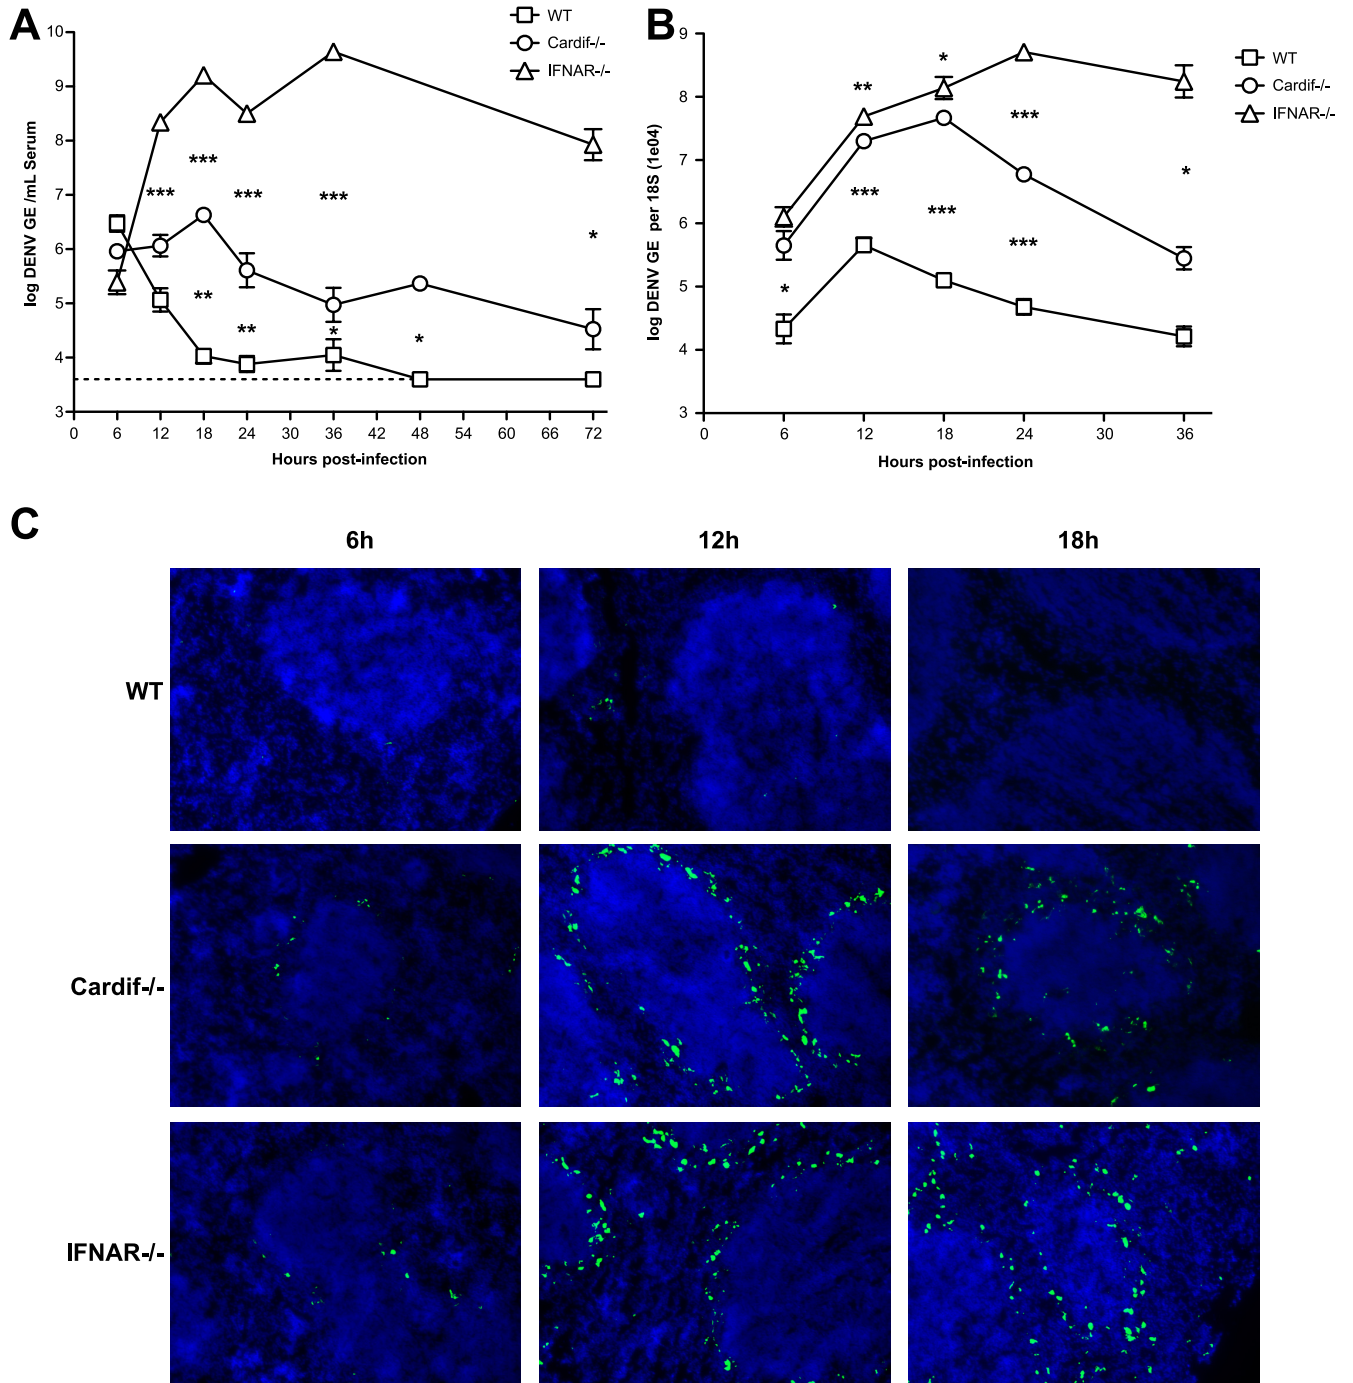 A
WT
Cardif-/-
IFNAR-/-
log DENV GE /mL Serum
10
9
8
7
6
5
4
3
***
***
***
***
*
**
**
*
*
0 6 12 18 24 30 36 42 48 54 60 66 72
Hours post-infection
B
WT
Cardif-/-
IFNAR-/-
log DENV GE per 18S (1e04)
9
8
7
6
5
4
3
**
*
***
*
***
***
***
*
0 6 12 18 24 30 36
Hours post-infection
C
6h 12h 18h
WT
Cardif-/-
IFNAR-/-